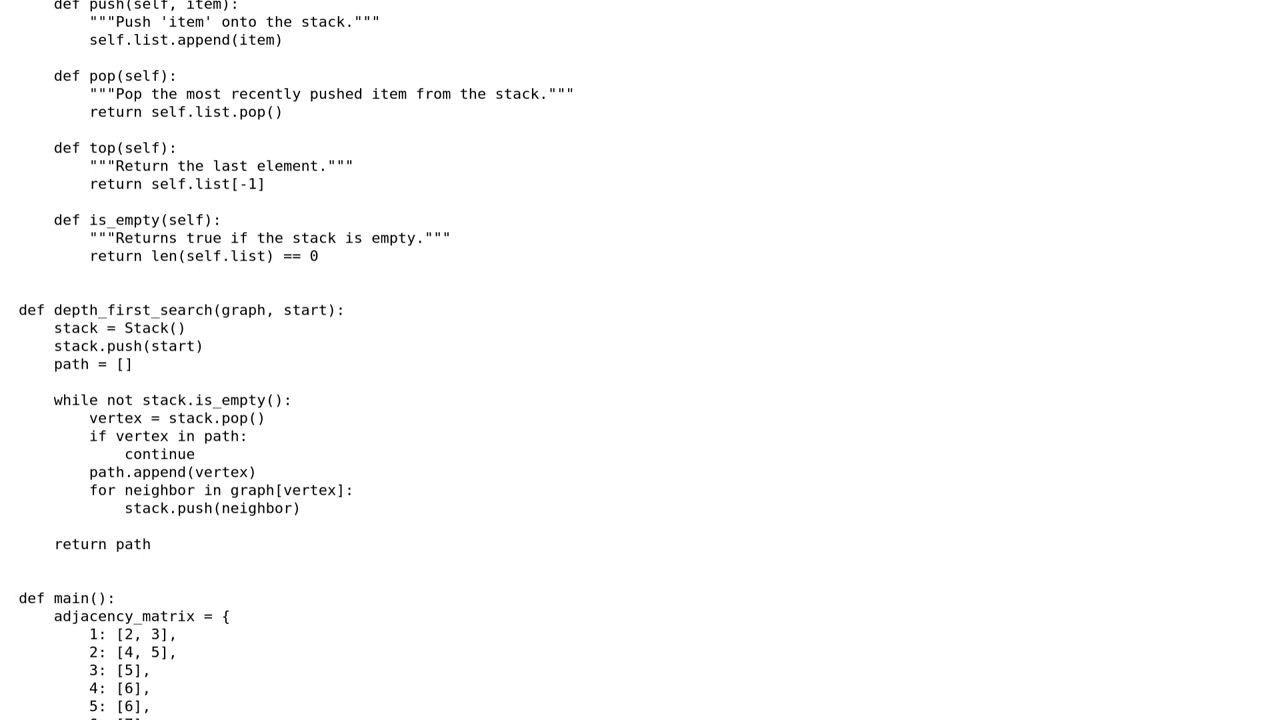 def push(self, item):
        """Push 'item' onto the stack."""
        self.list.append(item)

    def pop(self):
        """Pop the most recently pushed item from the stack."""
        return self.list.pop()

    def top(self):
        """Return the last element."""
        return self.list[-1]

    def is_empty(self):
        """Returns true if the stack is empty."""
        return len(self.list) == 0


def depth_first_search(graph, start):
    stack = Stack()
    stack.push(start)
    path = []

    while not stack.is_empty():
        vertex = stack.pop()
        if vertex in path:
            continue
        path.append(vertex)
        for neighbor in graph[vertex]:
            stack.push(neighbor)

    return path


def main():
    adjacency_matrix = {
        1: [2, 3],
        2: [4, 5],
        3: [5],
        4: [6],
        5: [6],